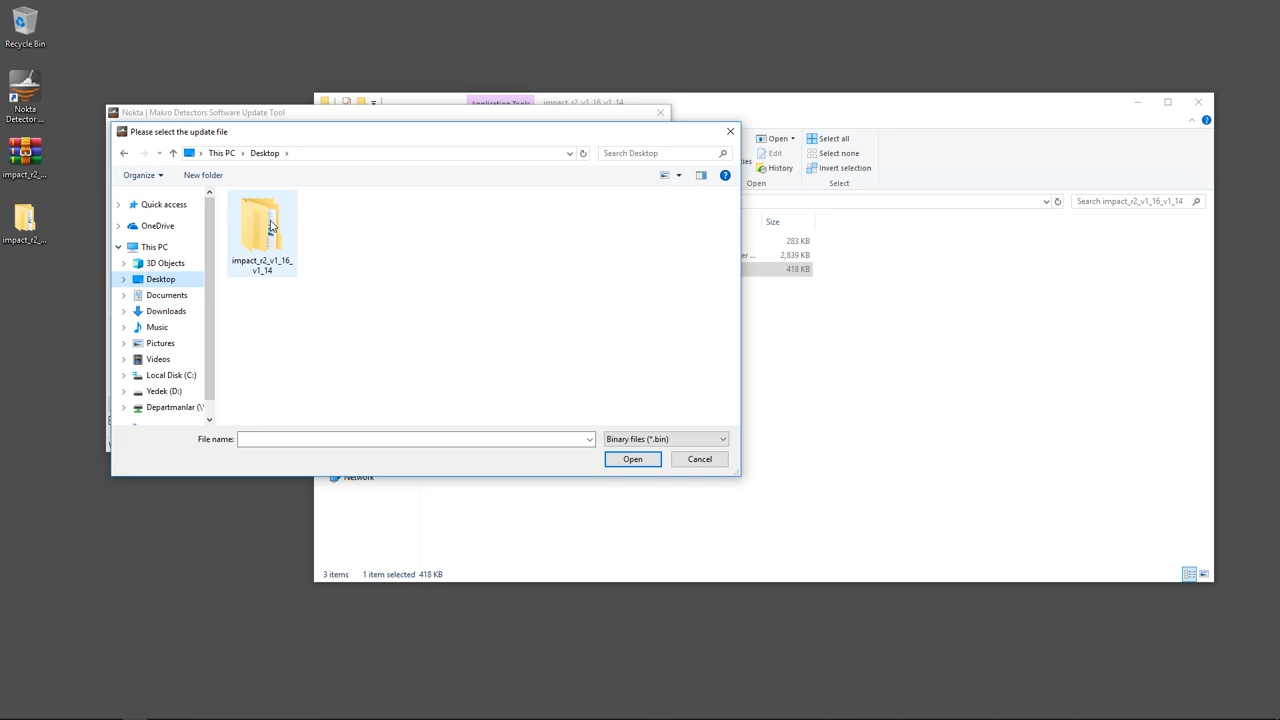 Recycle Bin
Nokta
Detector ...
impact_r2_...
impact_r2_...
Application Tools
impact_r2_v1_16_v1_14
Nokta | Makro Detectors Software Update Tool
Please select the update file
This PC
Desktop
Search Desktop
Organize
New folder
Quick access
OneDrive
This PC
3D Objects
Desktop
Documents
Downloads
Music
Pictures
Videos
Local Disk (C:)
Yedek (D:)
Departmanlar (\
impact_r2_v1_16_
v1_14
File name:
Binary files (*.bin)
Open
Cancel
Open
Edit
History
Open
Select all
Select none
Invert selection
Select
Search impact_r2_v1_16_v1_14
Size
283 KB
2,839 KB
418 KB
Network
3 items
1 item selected 418 KB